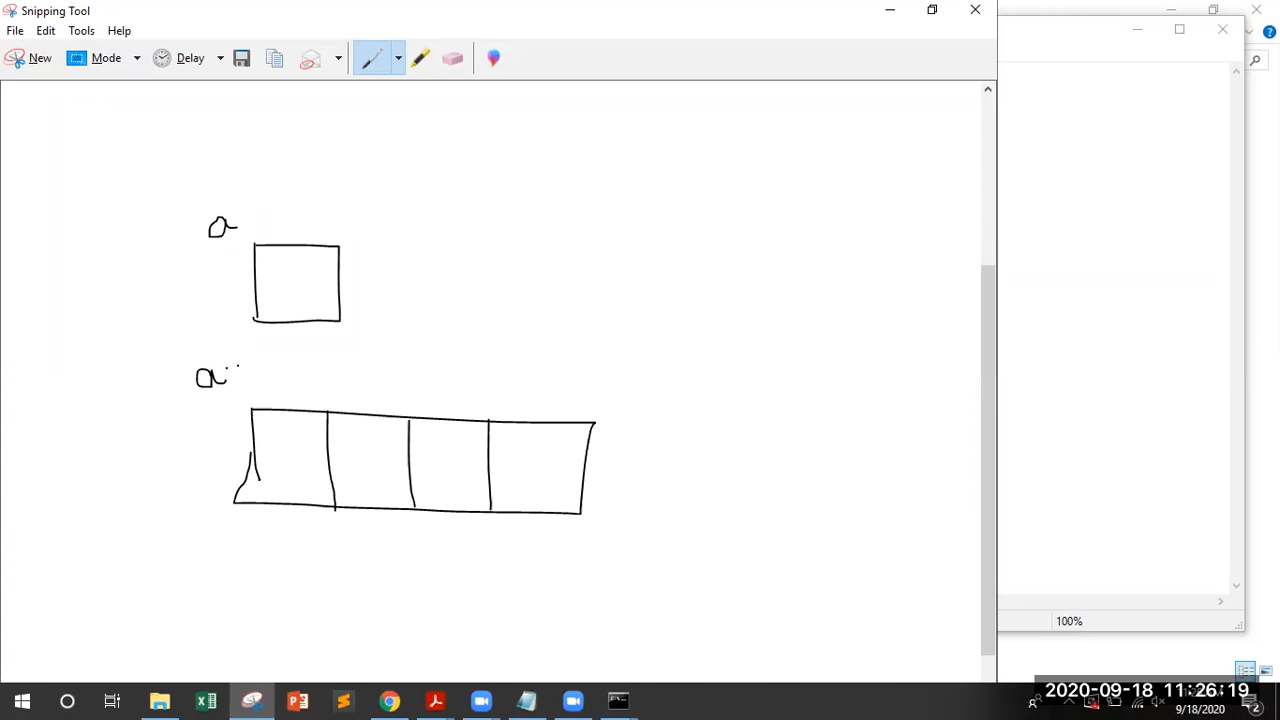 Snipping Tool
File Edit Tools Help
New Mode Delay
a
a
100%
2020-09-18 11:26:19
9/18/2020
2